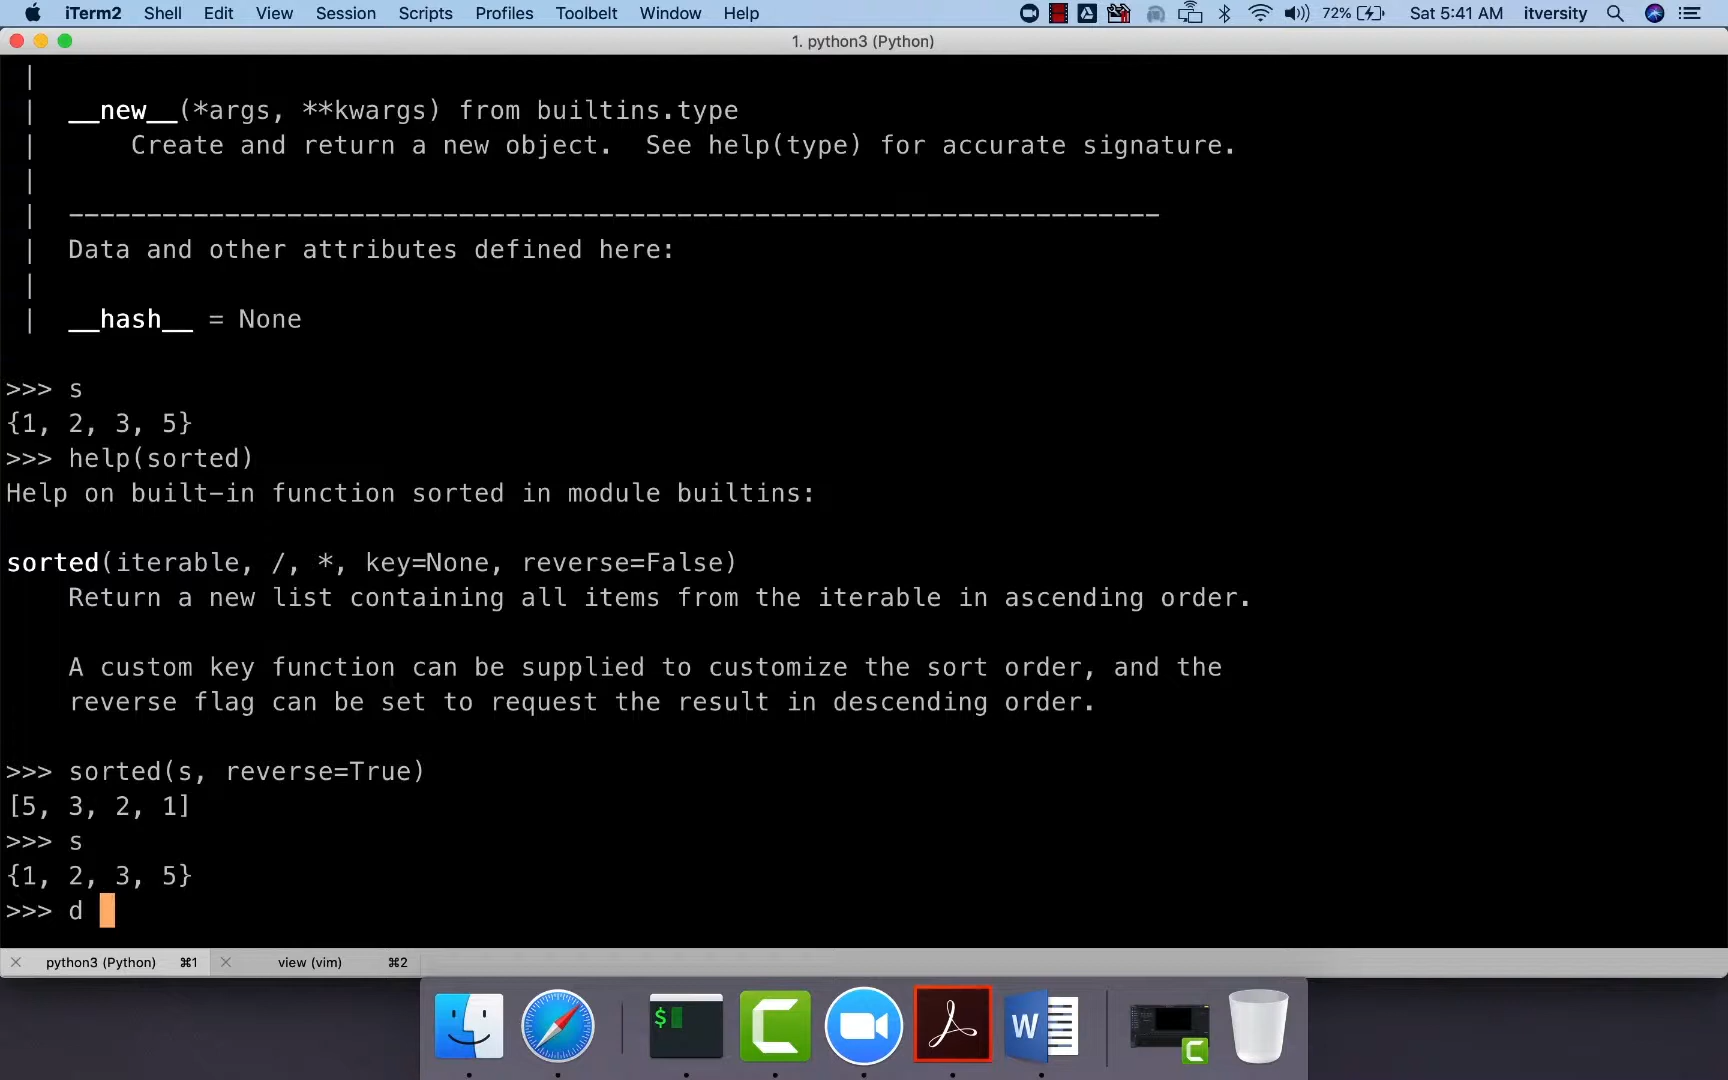 iTerm2 Shell Edit View Session Scripts Profiles Toolbelt Window Help 72% Sat 5:41 AM itversity
1. python3 (Python)
|
| __new__(*args, **kwargs) from builtins.type
| Create and return a new object. See help(type) for accurate signature.
|
| ----------------------------------------------------------------------
| Data and other attributes defined here:
|
| __hash__ = None
>>> s
{1, 2, 3, 5}
>>> help(sorted)
Help on built-in function sorted in module builtins:
sorted(iterable, /, *, key=None, reverse=False)
Return a new list containing all items from the iterable in ascending order.
A custom key function can be supplied to customize the sort order, and the
reverse flag can be set to request the result in descending order.
>>> sorted(s, reverse=True)
[5, 3, 2, 1]
>>> s
{1, 2, 3, 5}
>>> d
× python3 (Python) ⌘1 × view (vim) ⌘2
$ C W C